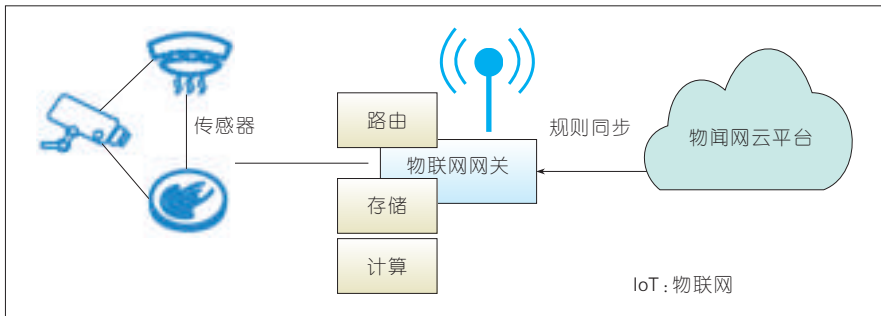 传感器
路由
物联网网关
存储
计算
规则同步
物闻网云平台
IoT：物联网